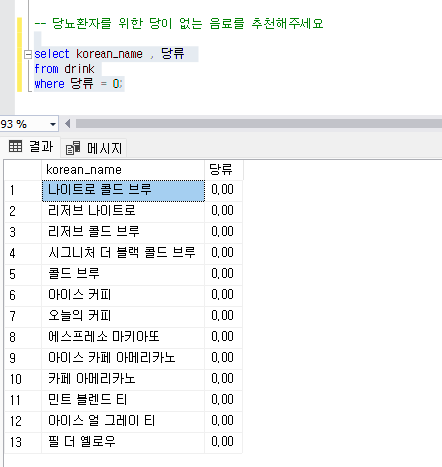 -- 당뇨환자를 위한 당이 없는 음료를 추천해주세요
select korean_name , 당류
from drink
where 당류 = 0;
93 %
결과 메시지
korean_name 당류
1 나이트로 콜드 브루 0,00
2 리저브 나이트로 0,00
3 리저브 콜드 브루 0,00
4 시그니처 더 블랙 콜드 브루 0,00
5 콜드 브루 0,00
6 아이스 커피 0,00
7 오늘의 커피 0,00
8 에스프레소 마키아또 0,00
9 아이스 카페 아메리카노 0,00
10 카페 아메리카노 0,00
11 민트 블렌드 티 0,00
12 아이스 얼 그레이 티 0,00
13 필 더 옐로우 0,00